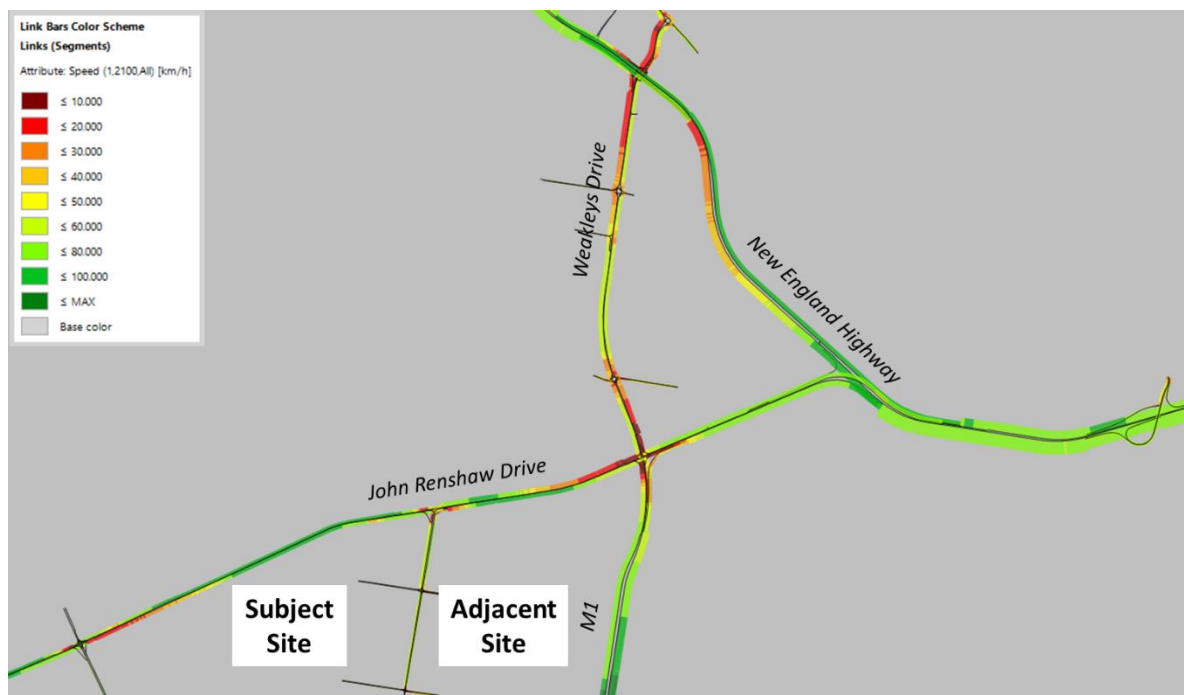 Link Bars Color Scheme
Links (Segments)
Attribute: Speed (1,2100,All) [km/h]
≤ 10.000
≤ 20.000
≤ 30.000
≤ 40.000
≤ 50.000
≤ 60.000
≤ 80.000
≤ 100.000
≤ MAX
Base color
Weakleys Drive
New England Highway
John Renshaw Drive
Subject
Site
Adjacent
Site
M1